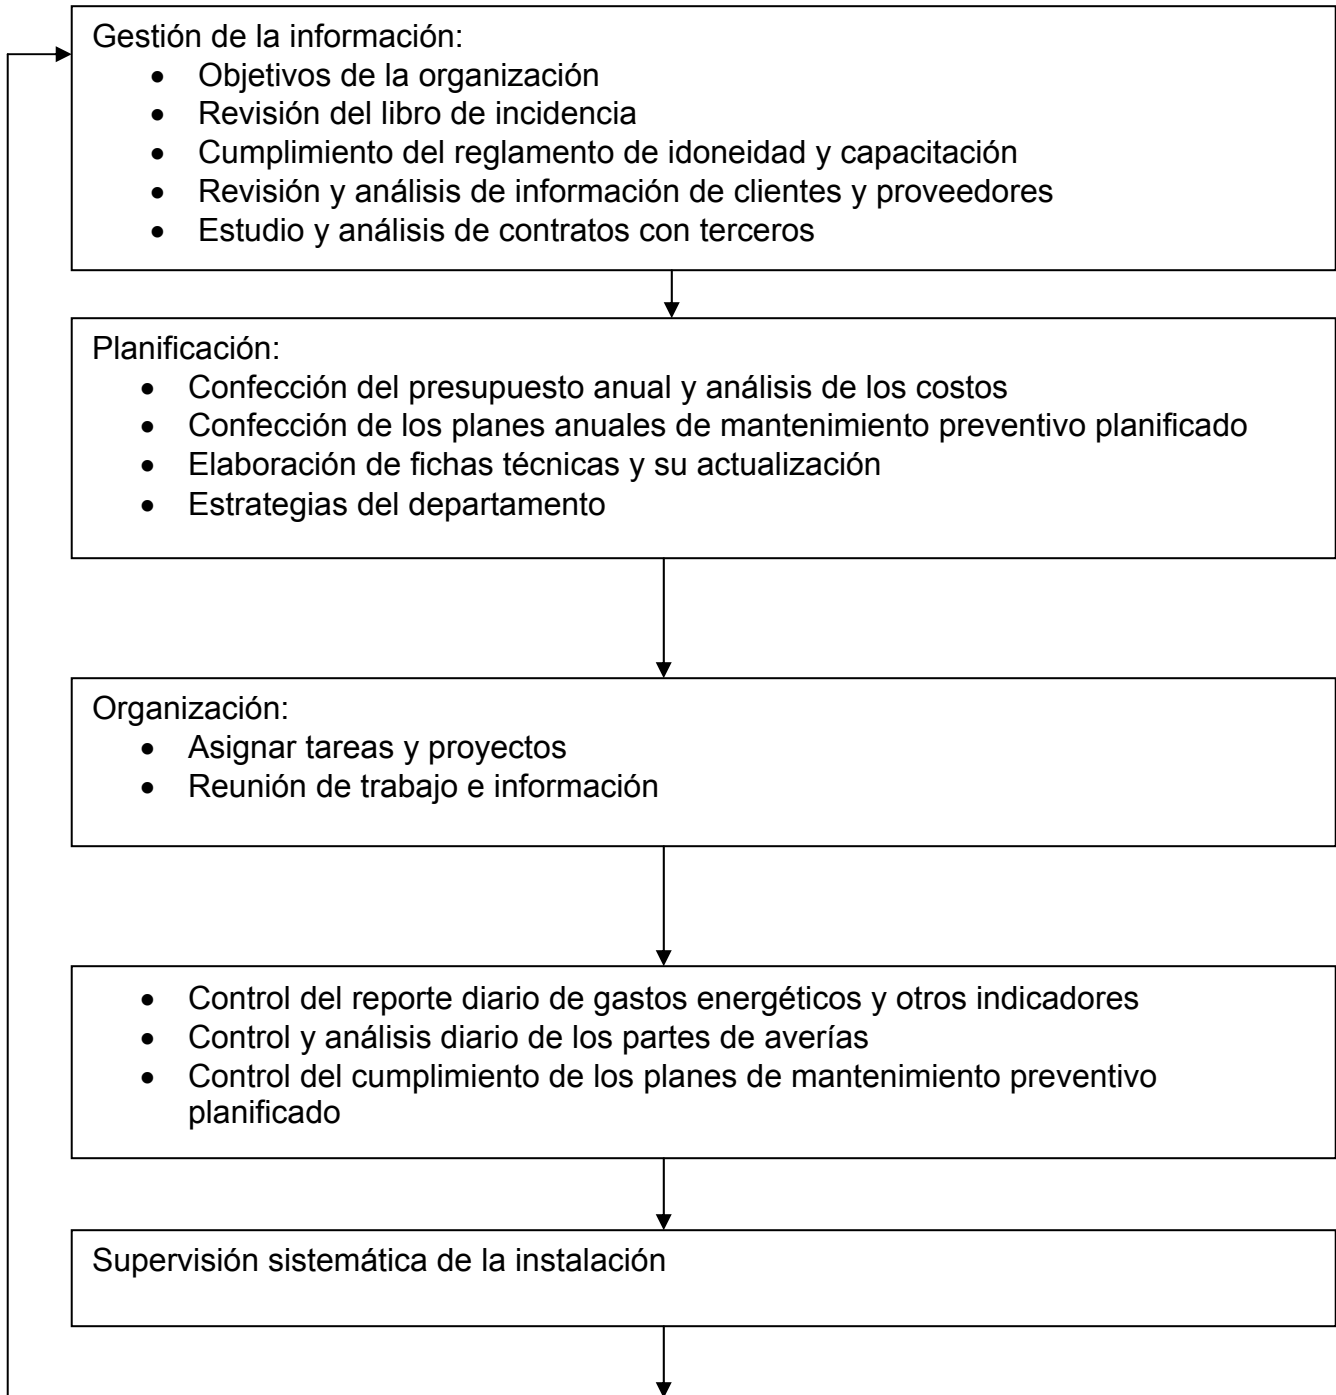 Gestión de la información:
• Objetivos de la organización
• Revisión del libro de incidencia
• Cumplimiento del reglamento de idoneidad y capacitación
• Revisión y análisis de información de clientes y proveedores
• Estudio y análisis de contratos con terceros
Planificación:
• Confección del presupuesto anual y análisis de los costos
• Confección de los planes anuales de mantenimiento preventivo planificado
• Elaboración de fichas técnicas y su actualización
• Estrategias del departamento
Organización:
• Asignar tareas y proyectos
• Reunión de trabajo e información
• Control del reporte diario de gastos energéticos y otros indicadores
• Control y análisis diario de los partes de averías
• Control del cumplimiento de los planes de mantenimiento preventivo
planificado
Supervisión sistemática de la instalación